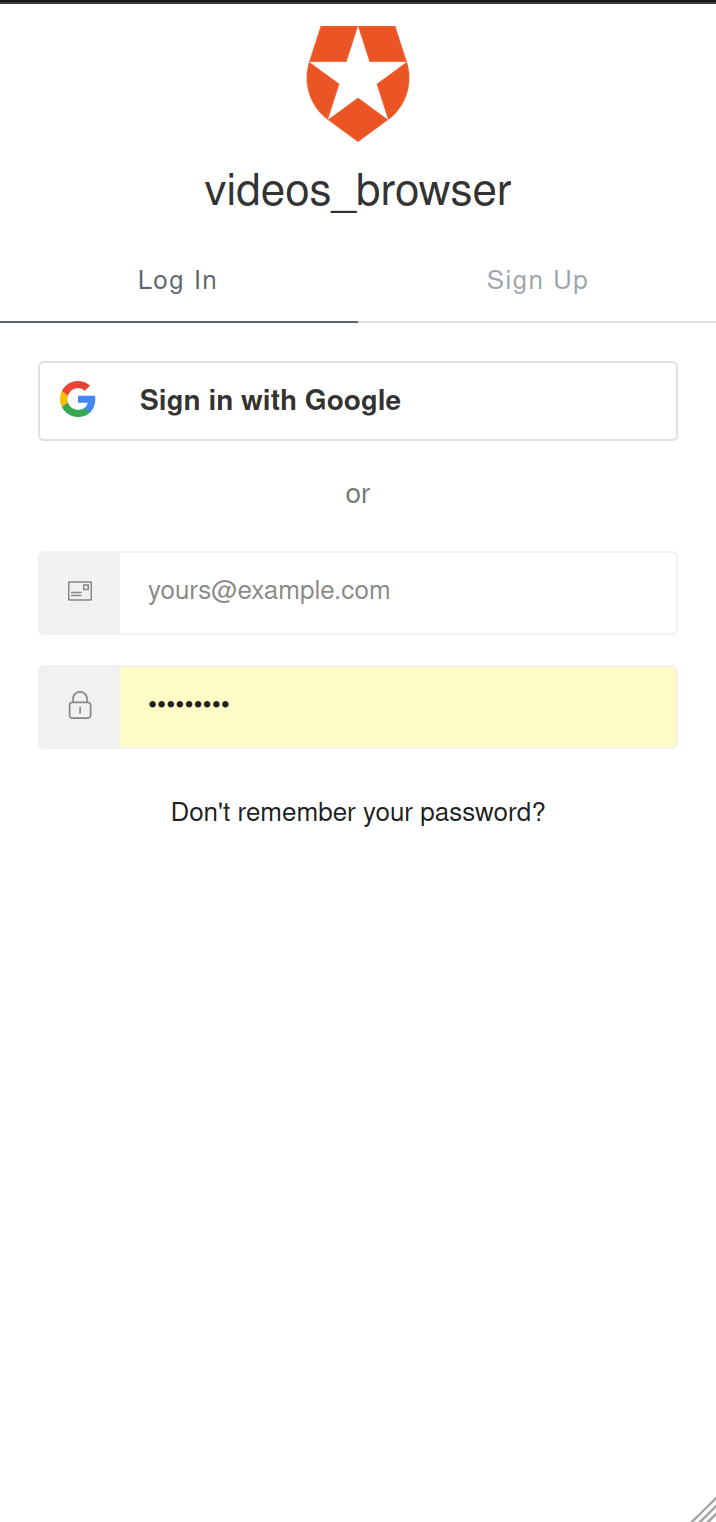 videos_browser
Log In
Sign Up
Sign in with Google
or
yours@example.com
•••••••••
Don't remember your password?